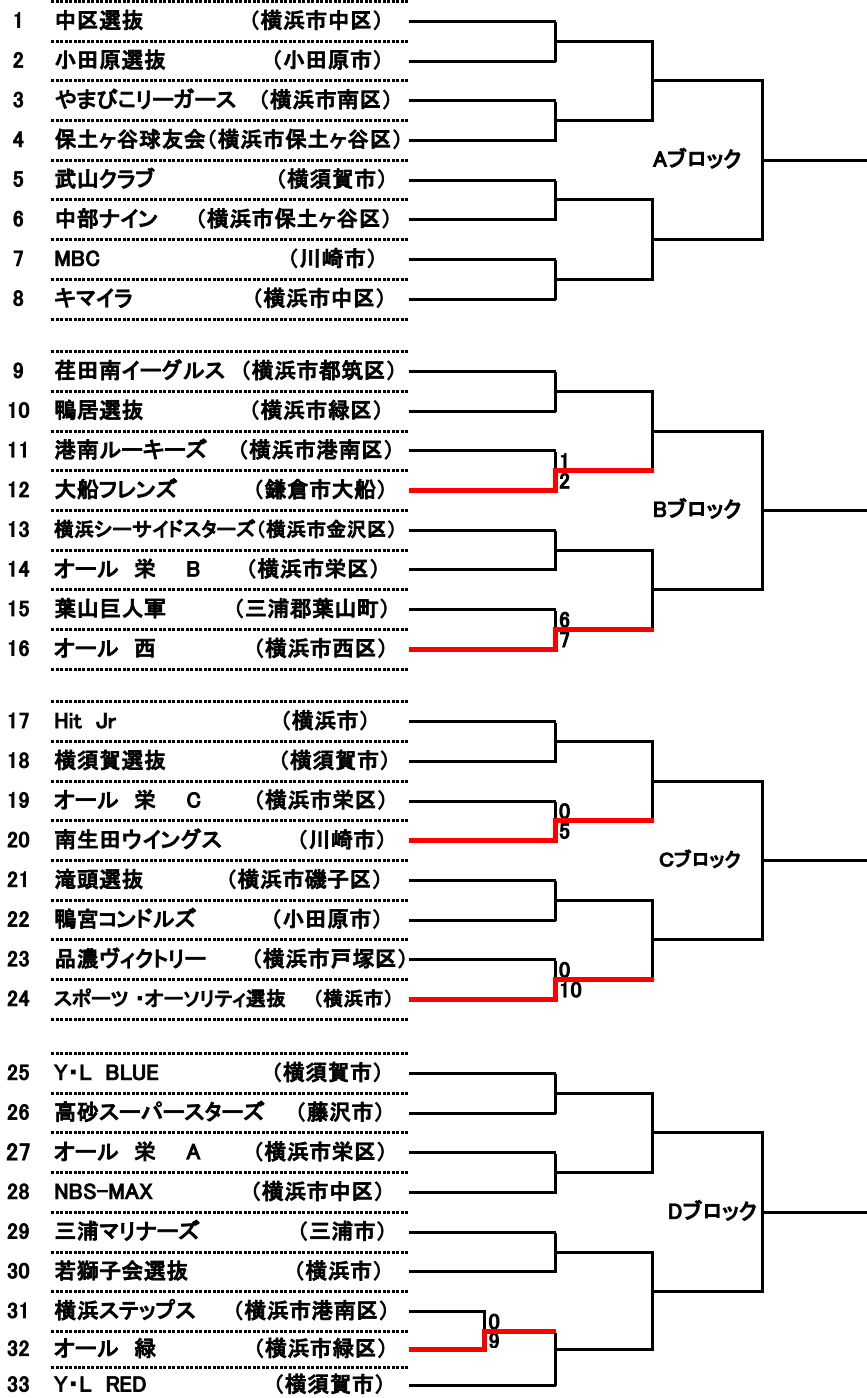 1 中区選抜 (横浜市中区)
2 小田原選抜 (小田原市)
3 やまびこリーガース (横浜市南区)
4 保土ヶ谷球友会(横浜市保土ヶ谷区)
Aブロック
5 武山クラブ (横須賀市)
6 中部ナイン (横浜市保土ヶ谷区)
7 MBC (川崎市)
8 キマイラ (横浜市中区)
9 荏田南イーグルス (横浜市都筑区)
10 鴨居選抜 (横浜市緑区)
11 港南ルーキーズ (横浜市港南区) 1
12 大船フレンズ (鎌倉市大船) 2
Bブロック
13 横浜シーサイドスターズ(横浜市金沢区)
14 オール 栄 B (横浜市栄区)
15 葉山巨人軍 (三浦郡葉山町) 6
16 オール 西 (横浜市西区) 7
17 Hit Jr (横浜市)
18 横須賀選抜 (横須賀市)
19 オール 栄 C (横浜市栄区) 0
20 南生田ウイングス (川崎市) 5
Cブロック
21 滝頭選抜 (横浜市磯子区)
22 鴨宮コンドルズ (小田原市)
23 品濃ヴィクトリー (横浜市戸塚区) 0
24 スポーツ・オーソリティ選抜 (横浜市) 10
25 Y・L BLUE (横須賀市)
26 高砂スーパースターズ (藤沢市)
27 オール 栄 A (横浜市栄区)
28 NBS-MAX (横浜市中区)
Dブロック
29 三浦マリナーズ (三浦市)
30 若獅子会選抜 (横浜市)
31 横浜ステップス (横浜市港南区) 0
32 オール 緑 (横浜市緑区) 9
33 Y・L RED (横須賀市)